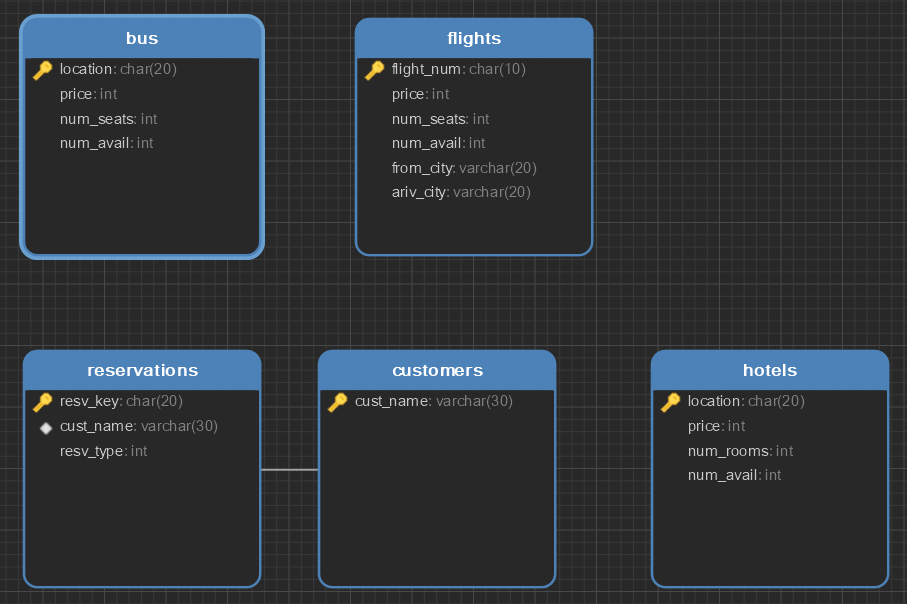 bus
location: char(20)
price: int
num_seats: int
num_avail: int
flights
flight_num: char(10)
price: int
num_seats: int
num_avail: int
from_city: varchar(20)
ariv_city: varchar(20)
reservations
resv_key: char(20)
cust_name: varchar(30)
resv_type: int
customers
cust_name: varchar(30)
hotels
location: char(20)
price: int
num_rooms: int
num_avail: int